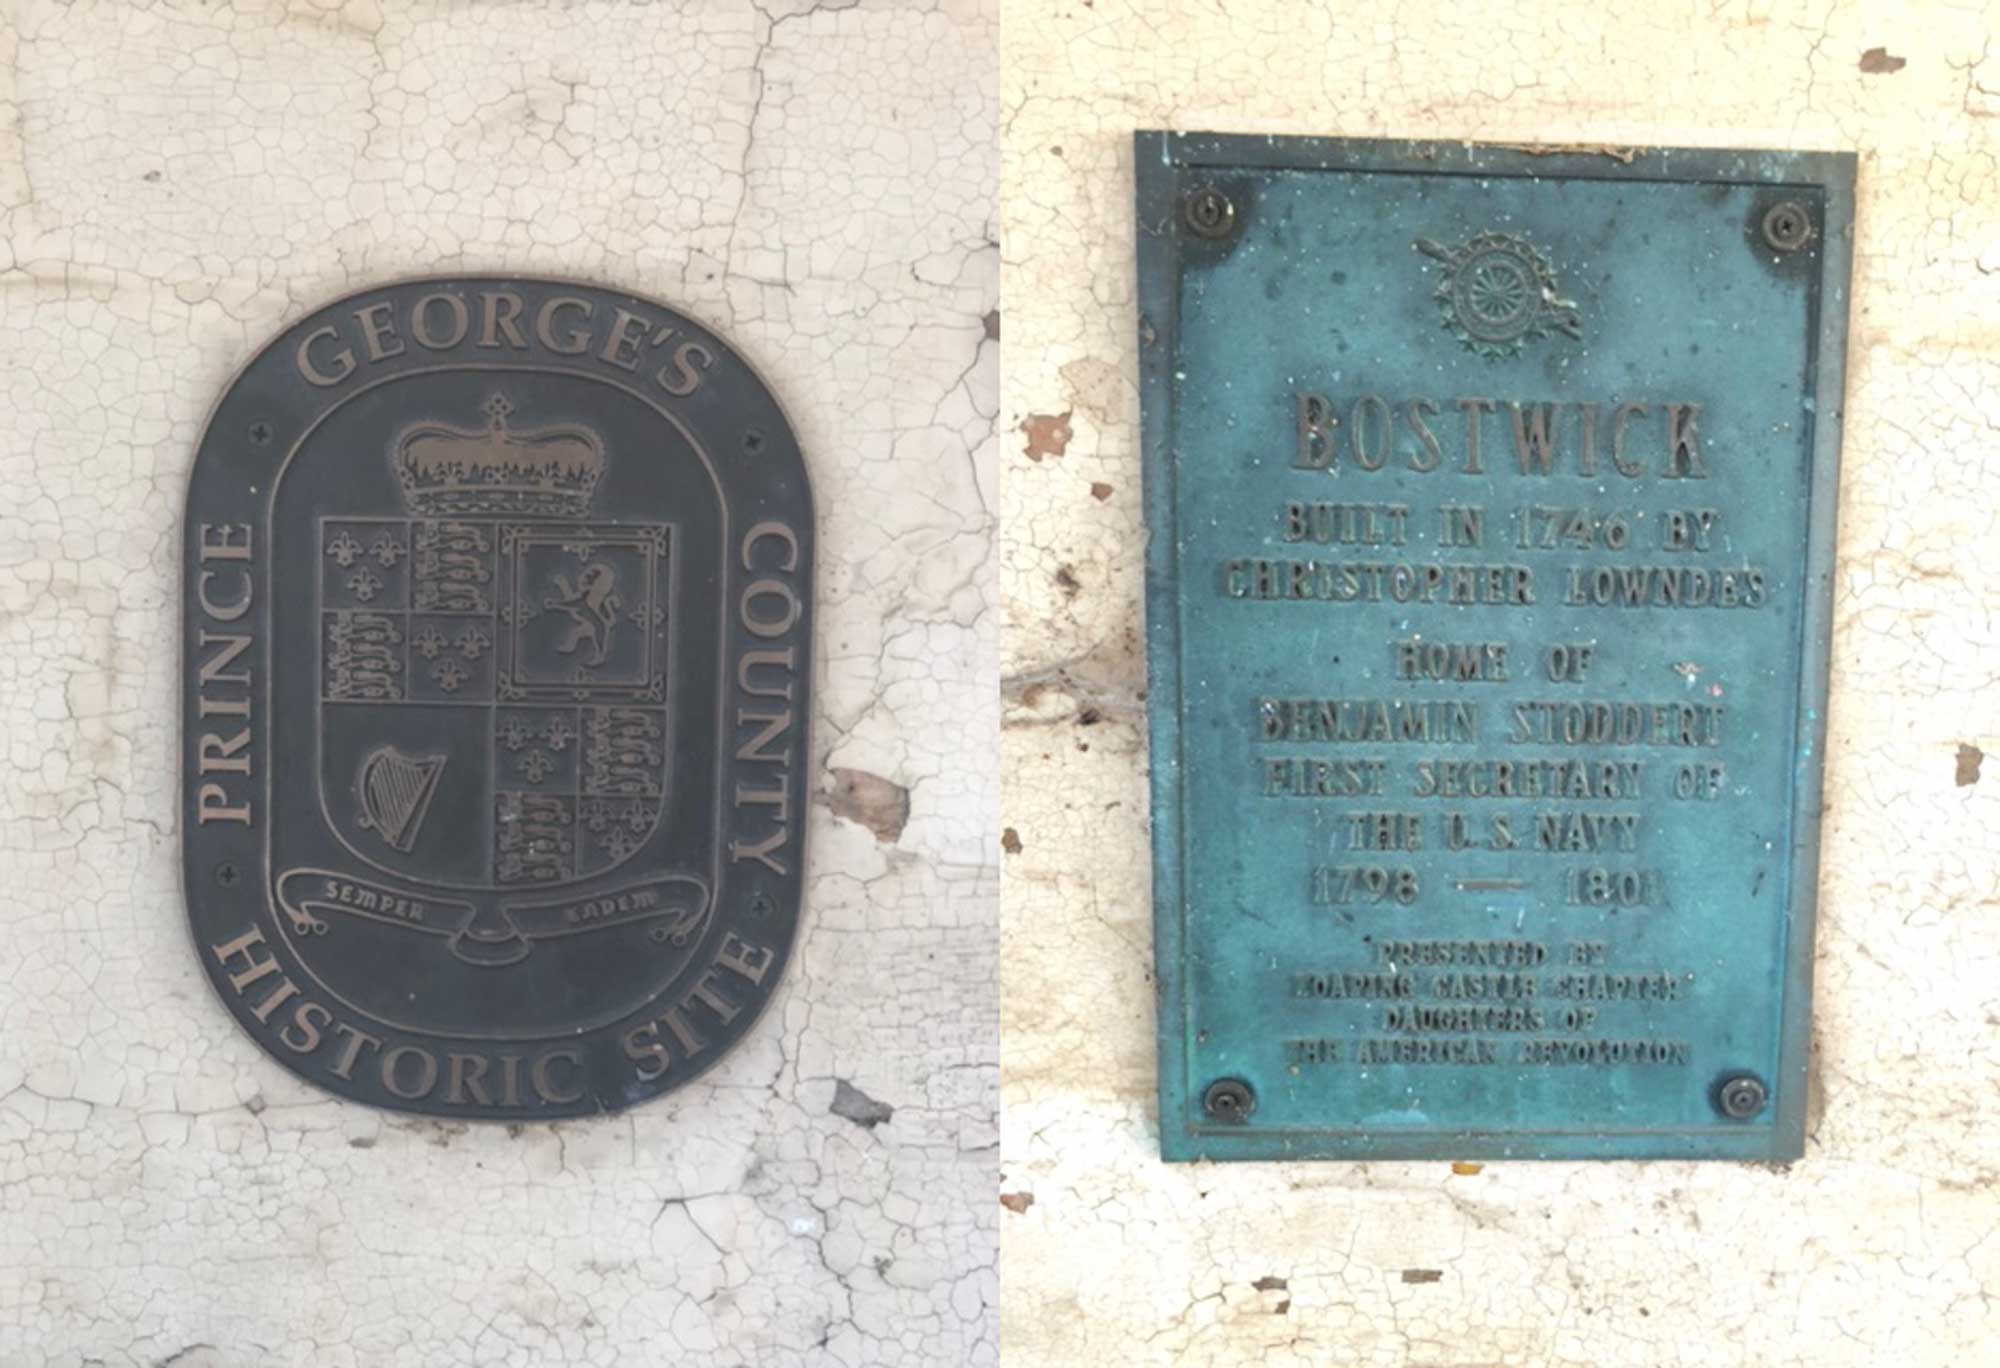 PRINCE GEORGE'S COUNTY
SEMPER EADEM
HISTORIC SITE
BOSTWICK
BUILT IN 1746 BY
CHRISTOPHER LOWNDES
HOME OF
BENJAMIN STODDERT
FIRST SECRETARY OF
THE U.S. NAVY
1798 — 1801
PRESENTED BY
TOAPING CASTLE CHAPTER
DAUGHTERS OF
THE AMERICAN REVOLUTION